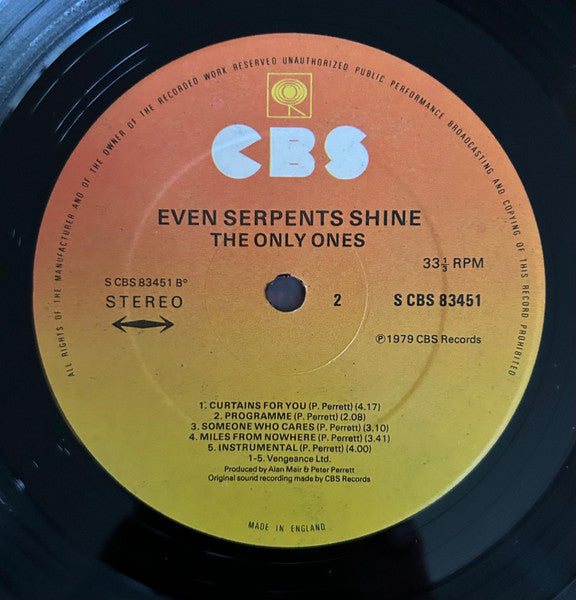 ALL RIGHTS OF THE MANUFACTURER AND OF THE OWNER OF THE RECORDED WORK RESERVED UNAUTHORIZED PUBLIC PERFORMANCE BROADCASTING AND COPYING OF THIS RECORD PROHIBITED
CBS
EVEN SERPENTS SHINE
THE ONLY ONES
33⅓ RPM
S CBS 83451 B°
STEREO
2
S CBS 83451
℗ 1979 CBS Records
1. CURTAINS FOR YOU (P. Perrett) (4.17)
2. PROGRAMME (P. Perrett) (2.08)
3. SOMEONE WHO CARES (P. Perrett) (3.10)
4. MILES FROM NOWHERE (P. Perrett) (3.41)
5. INSTRUMENTAL (P. Perrett) (4.00)
1-5. Vengeance Ltd.
Produced by Alan Mair & Peter Perrett
Original sound recording made by CBS Records
MADE IN ENGLAND